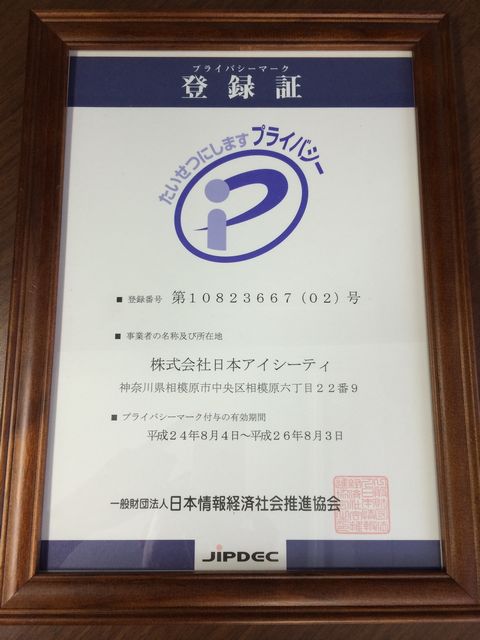 プライバシーマーク
登録証
たいせつにしますプライバシー
■ 登録番号 第１０８２３６６７（０２）号
■ 事業者の名称及び所在地
株式会社日本アイシーティ
神奈川県相模原市中央区相模原六丁目２２番９
■ プライバシーマーク付与の有効期間
平成２４年８月４日～平成２６年８月３日
一般財団法人日本情報経済社会推進協会
JIPDEC